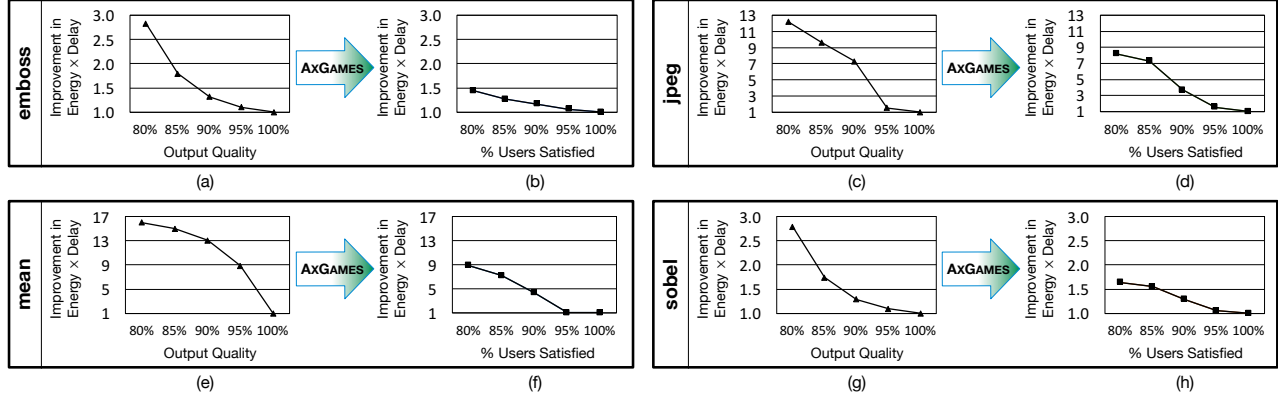 emboss
Improvement in
Energy × Delay
3.0
2.5
2.0
1.5
1.0
80% 85% 90% 95% 100%
Output Quality
(a)
AXGAMES
Improvement in
Energy × Delay
3.0
2.5
2.0
1.5
1.0
80% 85% 90% 95% 100%
% Users Satisfied
(b)
jpeg
Improvement in
Energy × Delay
13
11
9
7
5
3
1
80% 85% 90% 95% 100%
Output Quality
(c)
AXGAMES
Improvement in
Energy × Delay
13
11
9
7
5
3
1
80% 85% 90% 95% 100%
% Users Satisfied
(d)
mean
Improvement in
Energy × Delay
17
13
9
5
1
80% 85% 90% 95% 100%
Output Quality
(e)
AXGAMES
Improvement in
Energy × Delay
17
13
9
5
1
80% 85% 90% 95% 100%
% Users Satisfied
(f)
sobel
Improvement in
Energy × Delay
3.0
2.5
2.0
1.5
1.0
80% 85% 90% 95% 100%
Output Quality
(g)
AXGAMES
Improvement in
Energy × Delay
3.0
2.5
2.0
1.5
1.0
80% 85% 90% 95% 100%
% Users Satisfied
(h)